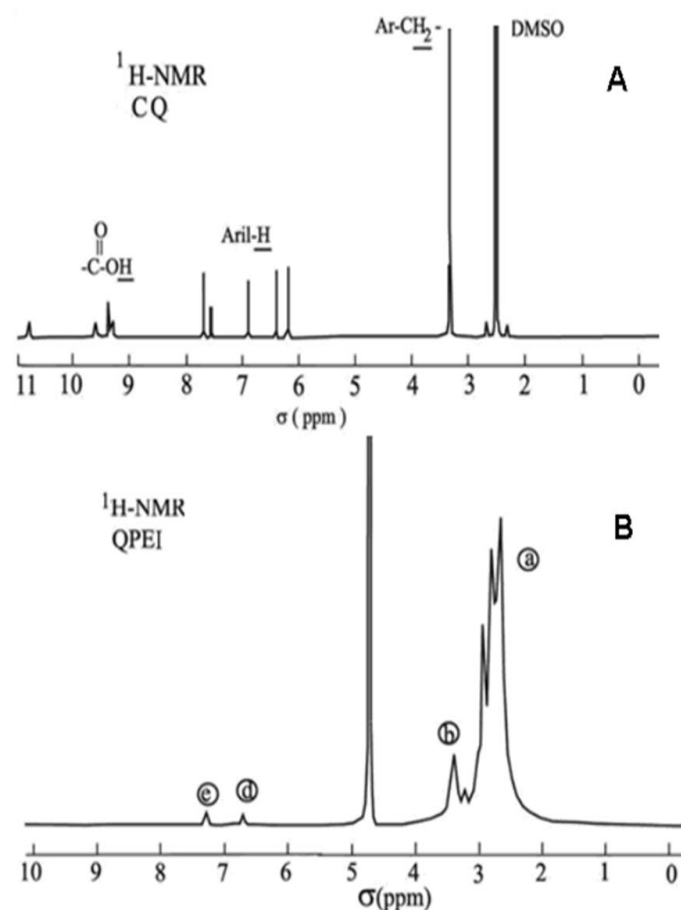 Ar-CH2-
DMSO
A
1H-NMR
CQ
O
-C-OH
Aril-H
11 10 9 8 7 6 5 4 3 2 1 0
σ ( ppm )
1H-NMR
QPEI
B
a
b
e
d
10 9 8 7 6 5 4 3 2 1 0
σ(ppm)